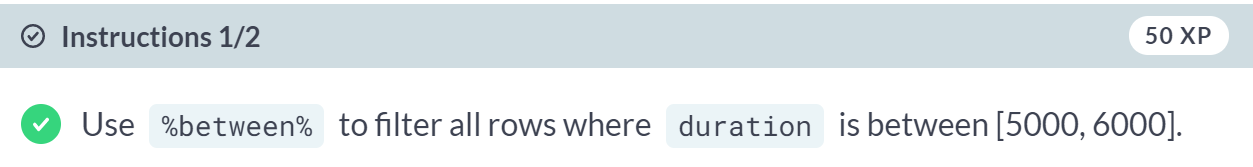 Instructions 1/2 50 XP
Use %between% to filter all rows where duration is between [5000, 6000].